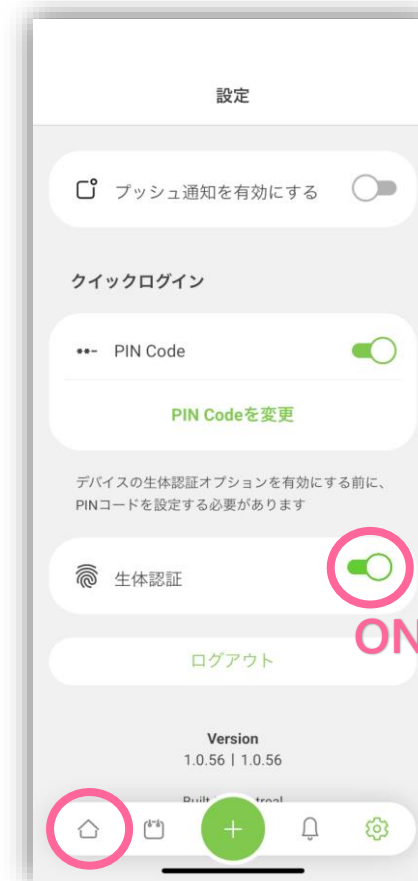 設定
プッシュ通知を有効にする
クイックログイン
PIN Code
PIN Codeを変更
デバイスの生体認証オプションを有効にする前に、
PINコードを設定する必要があります
生体認証
ON
ログアウト
Version
1.0.56 | 1.0.56